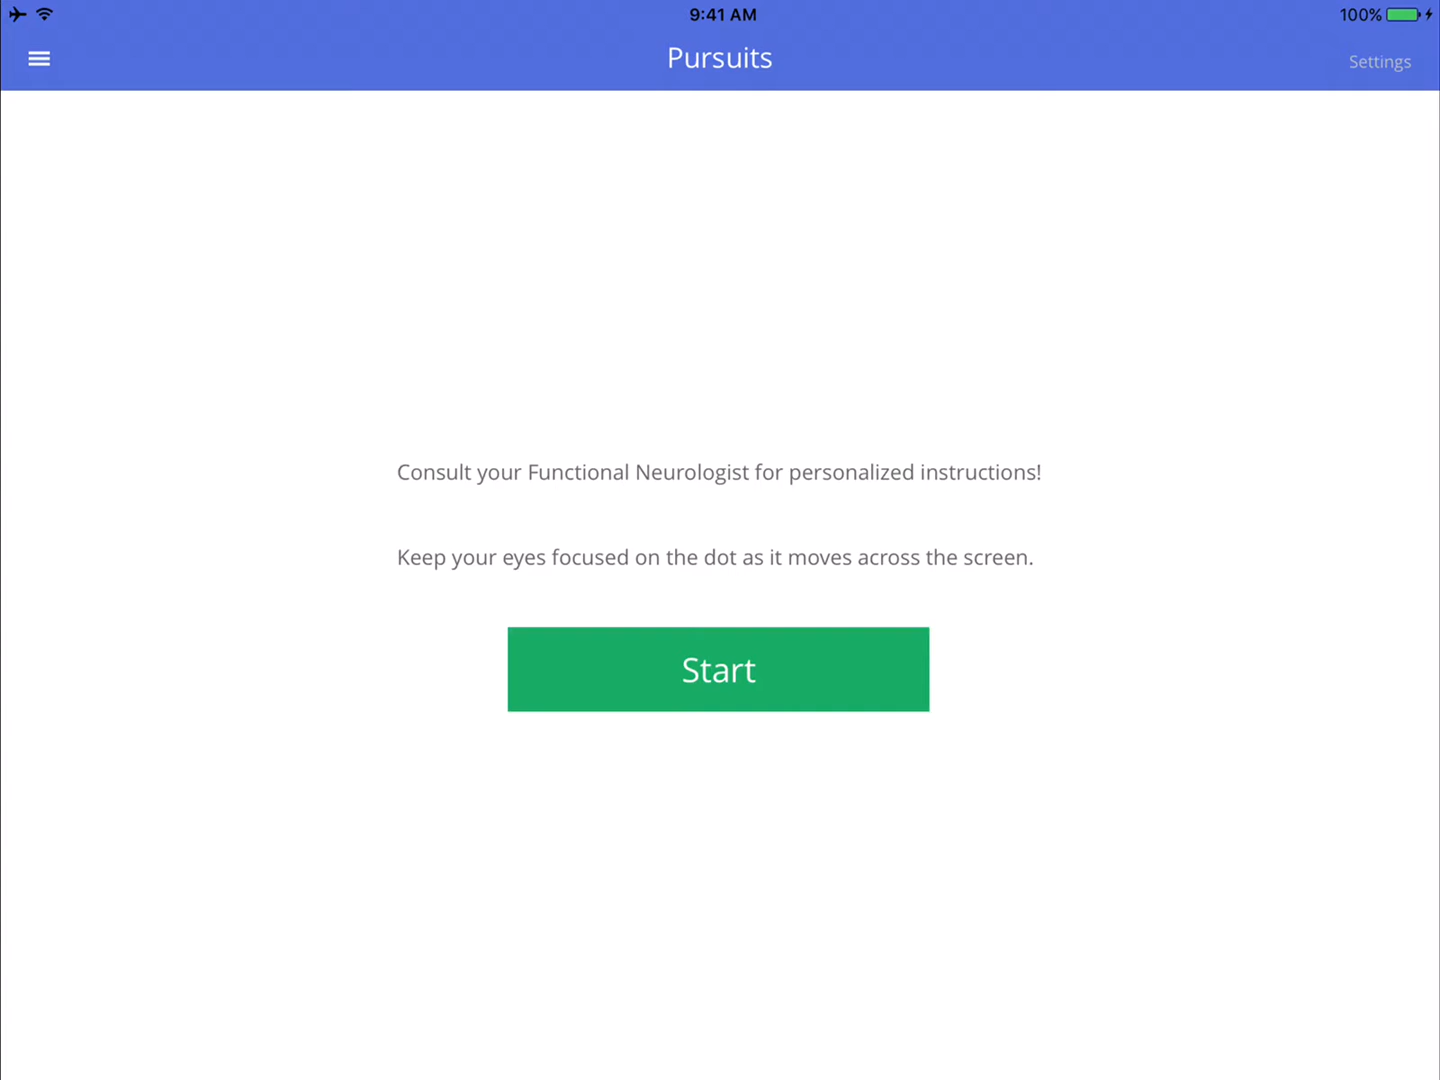 9:41 AM
100%
Pursuits
Settings
Consult your Functional Neurologist for personalized instructions!
Keep your eyes focused on the dot as it moves across the screen.
Start